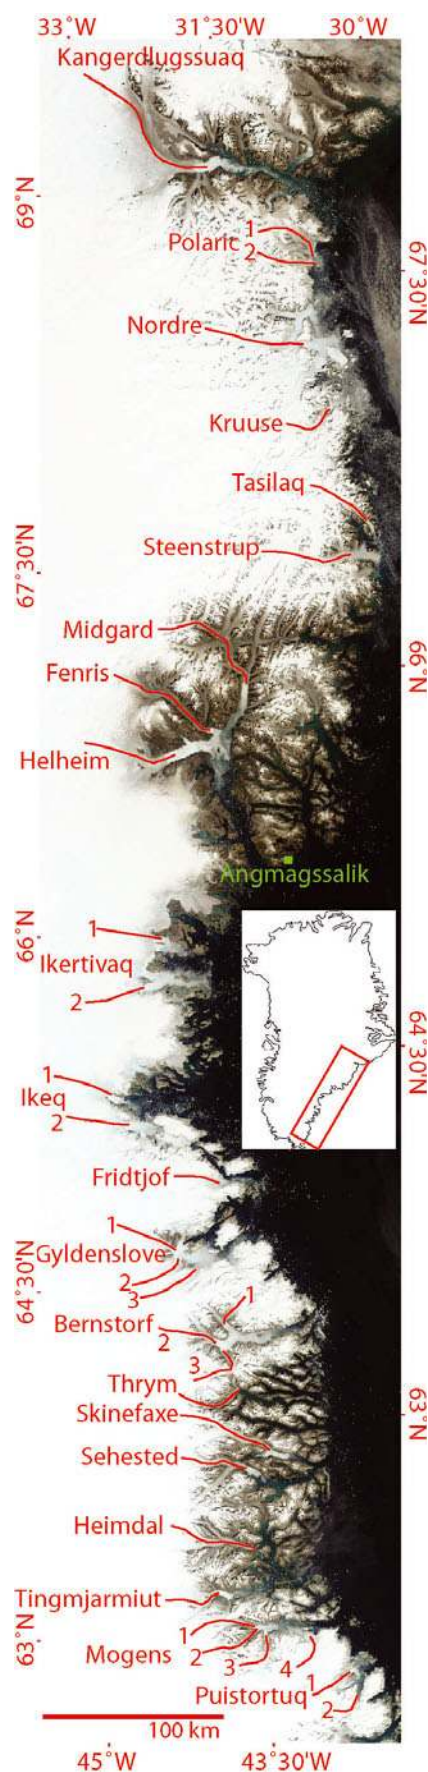 33°W 31°30'W 30°W
Kangerdlugssuaq
69°N
1
Polaric
2
67°30'N
Nordre
Kruuse
Tasilaq
Steenstrup
67°30'N
Midgard
66°N
Fenris
Helheim
Angmagssalik
1
66°N
Ikertivaq
2
64°30'N
1
Ikeq
2
Fridtjof
1
Gyldenslove
2
3
64°30'N
1
Bernstorf
2
3
Thrym
63°N
Skinefaxe
Sehested
Heimdal
Tingmjarmiut
63°N
1
Mogens
2
3
4
Puistortuq
1
2
100 km
45°W 43°30'W